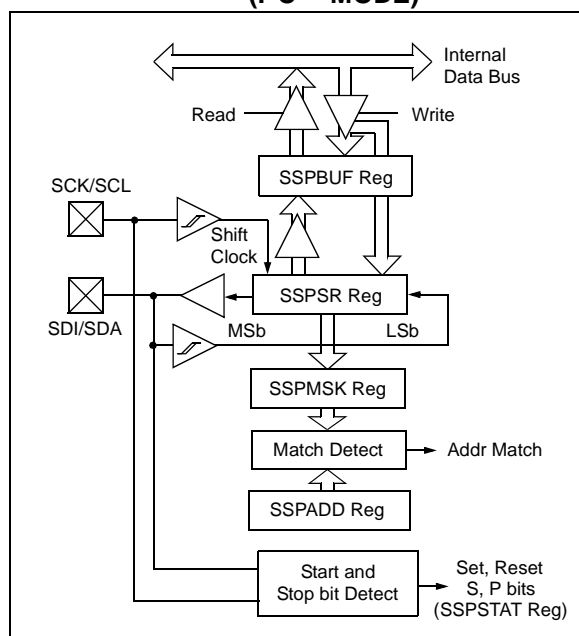 (I²C™ MODE)
Internal
Data Bus
Read
Write
SSPBUF Reg
SCK/SCL
Shift
Clock
SSPSR Reg
SDI/SDA
MSb
LSb
SSPMSK Reg
Match Detect
Addr Match
SSPADD Reg
Start and
Stop bit Detect
Set, Reset
S, P bits
(SSPSTAT Reg)